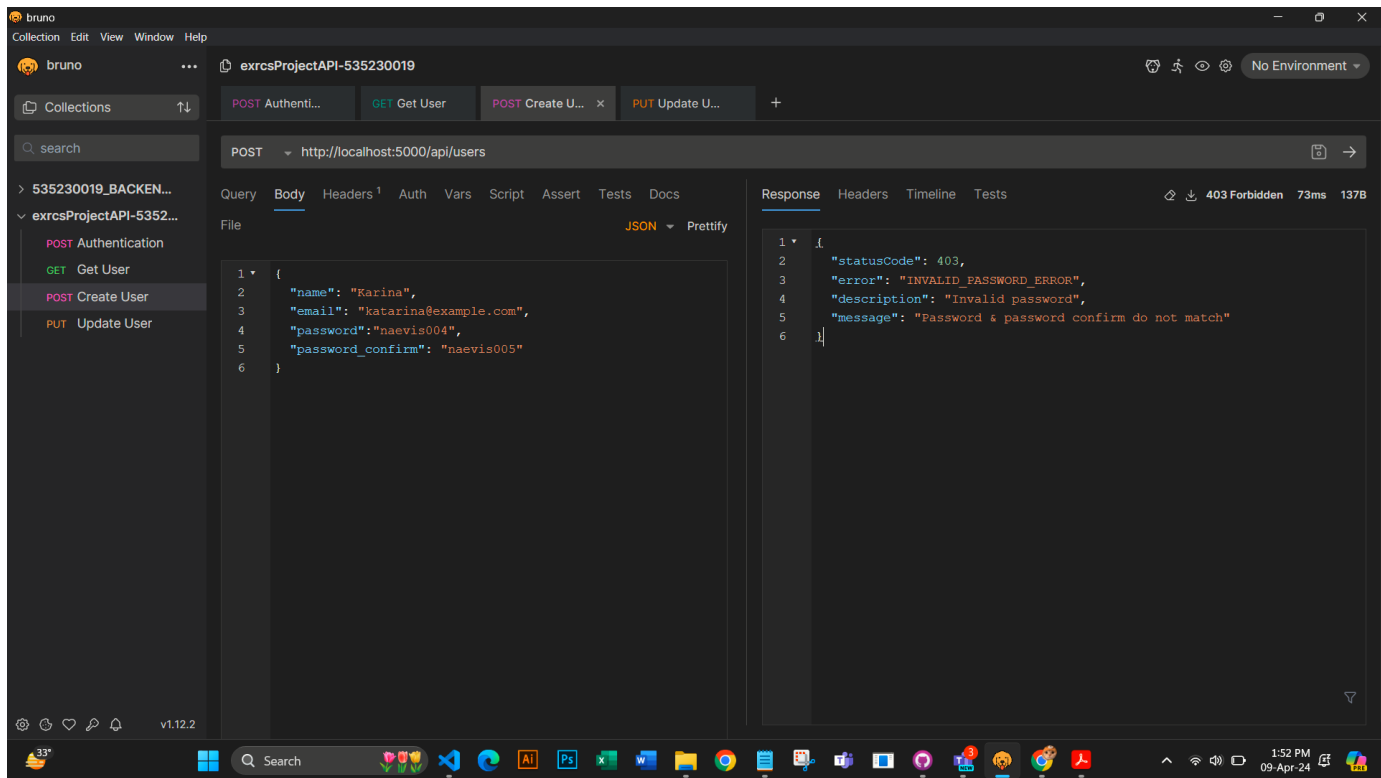 bruno
Collection Edit View Window Help
bruno
exrcsProjectAPI-535230019
No Environment
Collections
POST Authenti...
GET Get User
POST Create U...
PUT Update U...
search
POST
http://localhost:5000/api/users
535230019_BACKEN...
exrcsProjectAPI-5352...
POST Authentication
GET Get User
POST Create User
PUT Update User
Query Body Headers 1 Auth Vars Script Assert Tests Docs
File
JSON Prettify
1 {
2 "name": "Karina",
3 "email": "katarina@example.com",
4 "password":"naevis004",
5 "password_confirm": "naevis005"
6 }
Response Headers Timeline Tests
403 Forbidden 73ms 137B
1 {
2 "statusCode": 403,
3 "error": "INVALID_PASSWORD_ERROR",
4 "description": "Invalid password",
5 "message": "Password & password confirm do not match"
6 }
v1.12.2
33°
Search
Ai
Ps
3
NEW
1:52 PM
09-Apr-24
PRE